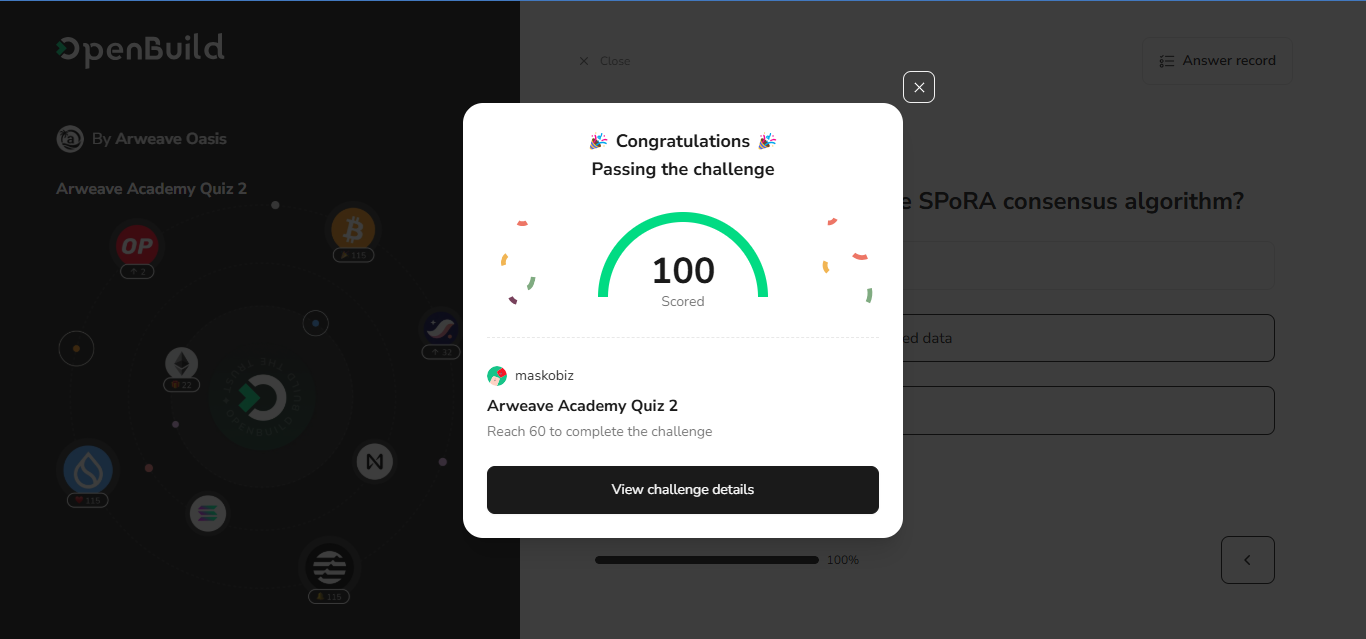 OpenBuild
Close
Answer record
By Arweave Oasis
Arweave Academy Quiz 2
e SPoRA consensus algorithm?
ed data
100%
OP
2
115
32
22
115
115
🎉 Congratulations 🎉
Passing the challenge
100
Scored
maskobiz
Arweave Academy Quiz 2
Reach 60 to complete the challenge
View challenge details